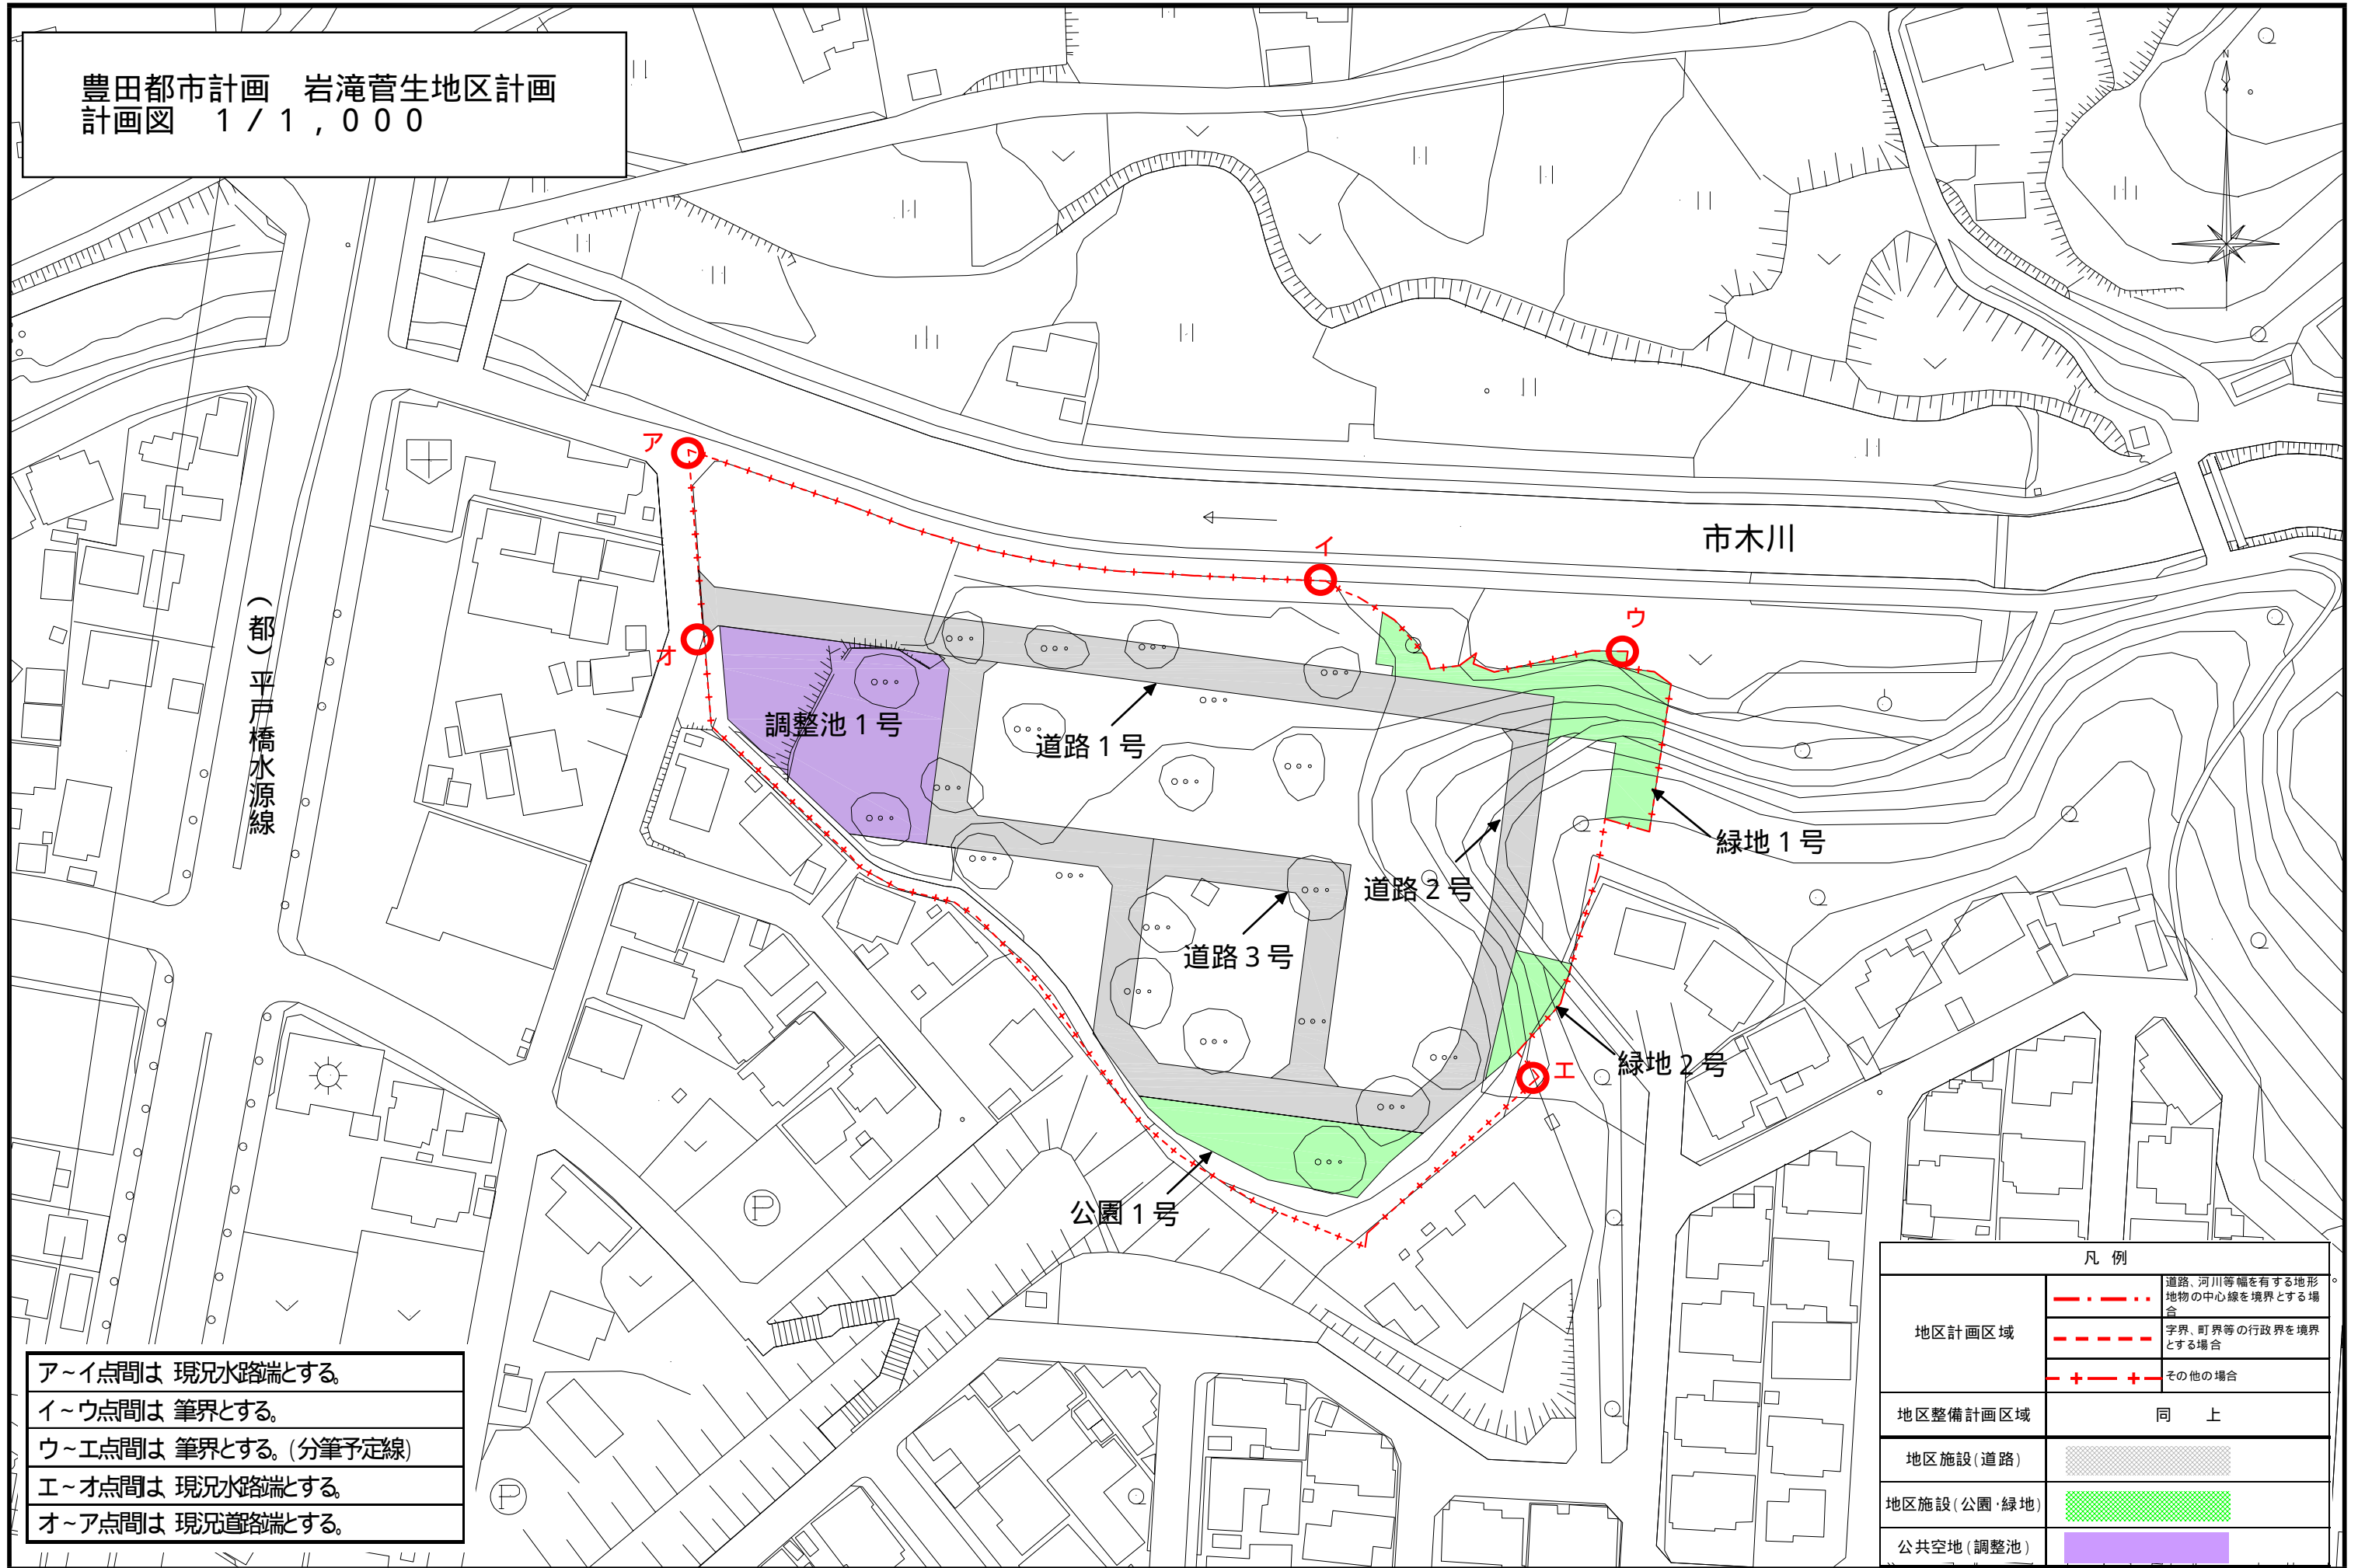 豊田都市計画　岩滝菅生地区計画
計画図　１／１，０００
N
ア
イ
市木川
ウ
オ
(都)平戸橋水源線
調整池１号
道路１号
緑地１号
道路２号
道路３号
緑地２号
エ
公園１号
P
P
ア～イ点間は、現況水路端とする。
イ～ウ点間は、筆界とする。
ウ～エ点間は、筆界とする。(分筆予定線)
エ～オ点間は、現況水路端とする。
オ～ア点間は、現況道路端とする。
凡 例
地区計画区域
道路、河川等幅を有する地形
地物の中心線を境界とする場
合
字界、町界等の行政界を境界
とする場合
その他の場合
地区整備計画区域
同　上
地区施設(道路)
地区施設(公園・緑地)
公共空地(調整池)